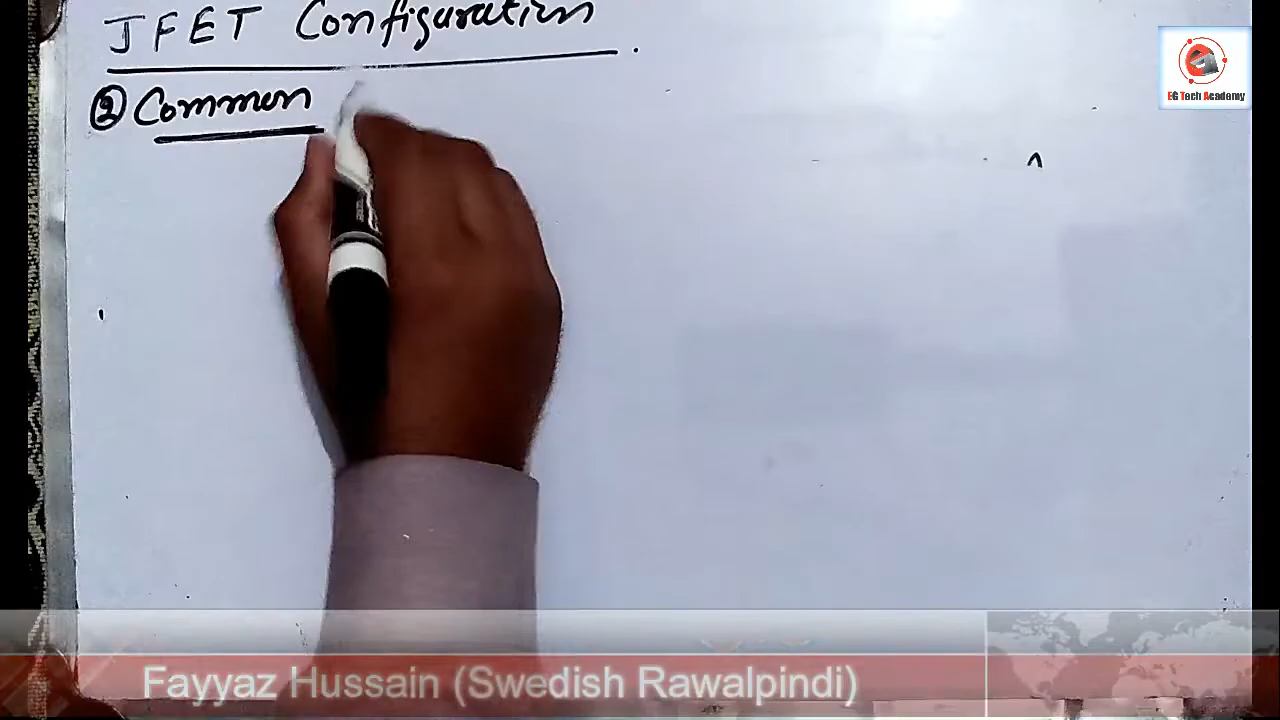 JFET Configuration.
② Common
EG Tech Academy
Fayyaz Hussain (Swedish Rawalpindi)